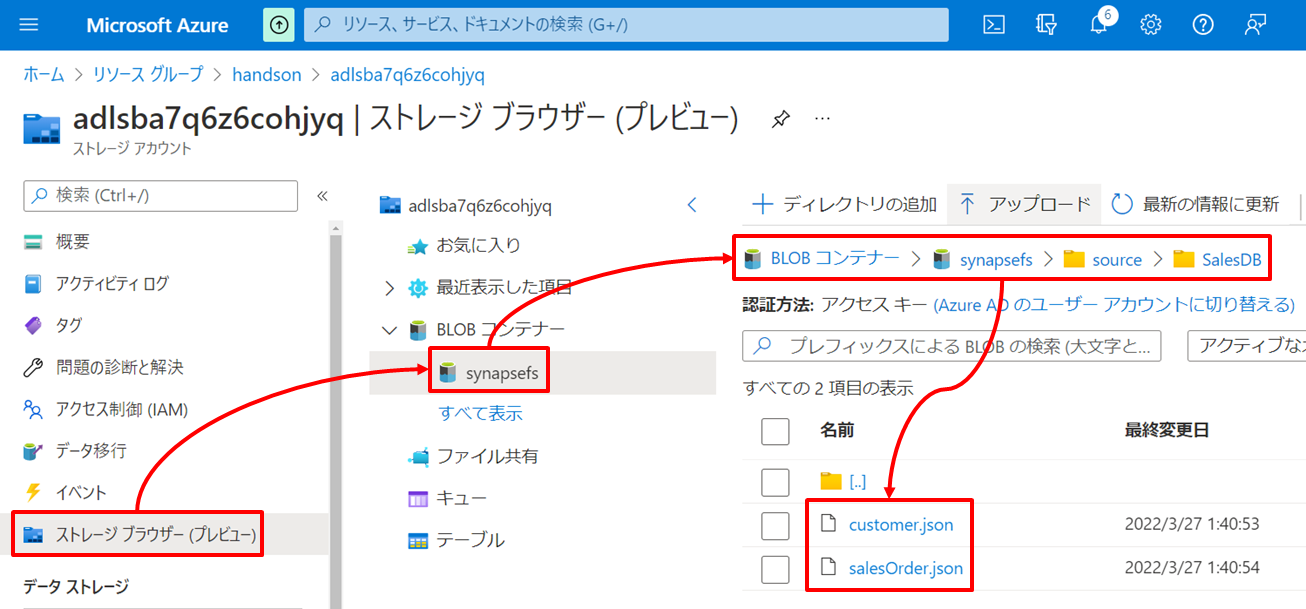 Microsoft Azure
リソース、サービス、ドキュメントの検索 (G+/)
6
ホーム > リソース グループ > handson > adlsba7q6z6cohjyq
adlsba7q6z6cohjyq | ストレージ ブラウザー (プレビュー) ...
ストレージ アカウント
検索 (Ctrl+/)
«
概要
アクティビティ ログ
タグ
問題の診断と解決
アクセス制御 (IAM)
データ移行
イベント
ストレージ ブラウザー (プレビュー)
データ ストレージ
adlsba7q6z6cohjyq
お気に入り
最近表示した項目
BLOB コンテナー
synapsefs
すべて表示
ファイル共有
キュー
テーブル
ディレクトリの追加 アップロード 最新の情報に更新
BLOB コンテナー > synapsefs > source > SalesDB
認証方法: アクセス キー (Azure AD のユーザー アカウントに切り替える)
プレフィックスによる BLOB の検索 (大文字と...
アクティブな
すべての 2 項目の表示
名前 最終変更日
[..]
customer.json 2022/3/27 1:40:53
salesOrder.json 2022/3/27 1:40:54